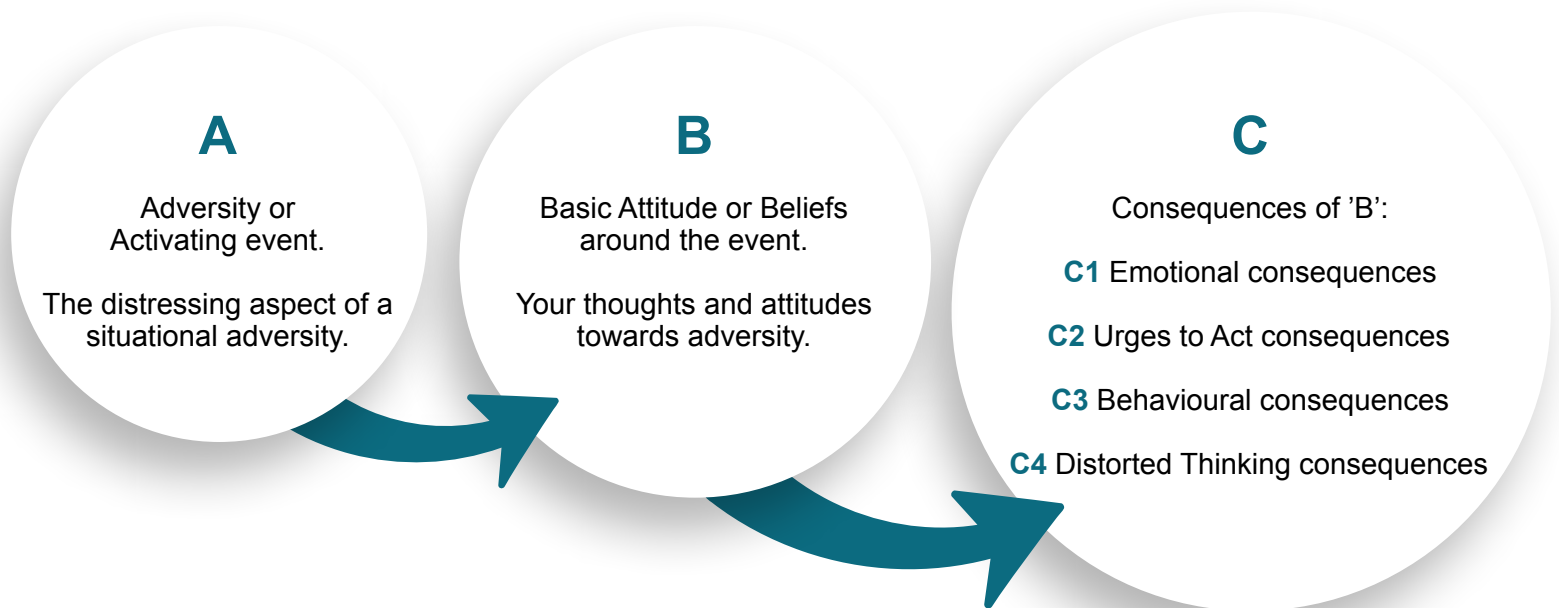 A
Adversity or
Activating event.
The distressing aspect of a
situational adversity.
B
Basic Attitude or Beliefs
around the event.
Your thoughts and attitudes
towards adversity.
C
Consequences of ’B’:
C1 Emotional consequences
C2 Urges to Act consequences
C3 Behavioural consequences
C4 Distorted Thinking consequences